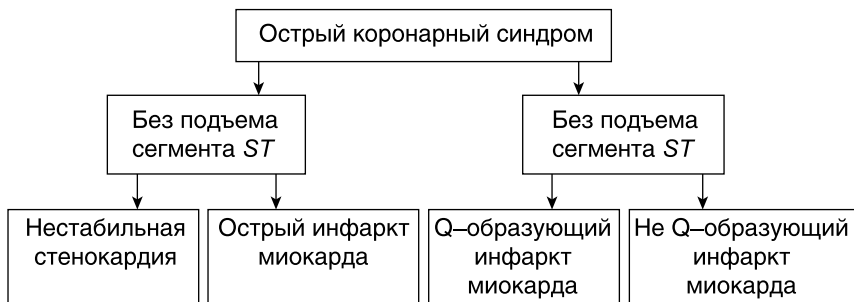 Острый коронарный синдром
Без подъема
сегмента ST
Без подъема
сегмента ST
Нестабильная
стенокардия
Острый инфаркт
миокарда
Q–образующий
инфаркт
миокарда
Не Q–образующий
инфаркт
миокарда